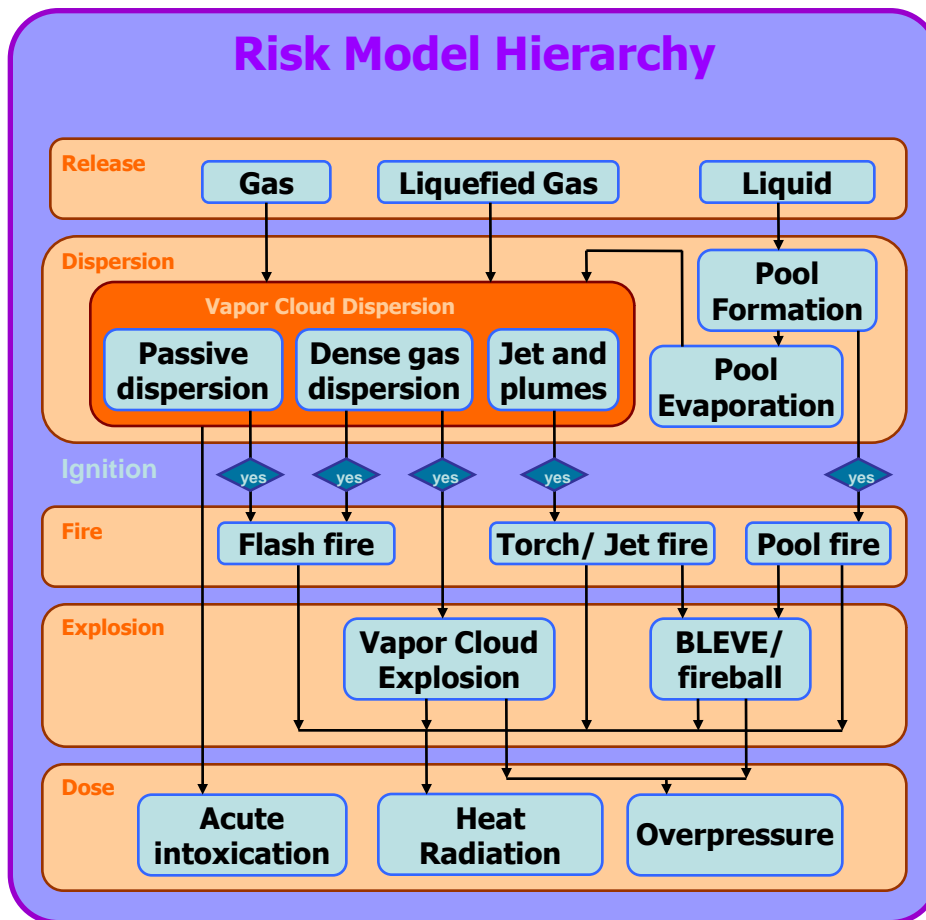 Risk Model Hierarchy
Release
Gas
Liquefied Gas
Liquid
Dispersion
Vapor Cloud Dispersion
Passive
dispersion
Dense gas
dispersion
Jet and
plumes
Pool
Formation
Pool
Evaporation
Ignition
yes
yes
yes
yes
yes
Fire
Flash fire
Torch/ Jet fire
Pool fire
Explosion
Vapor Cloud
Explosion
BLEVE/
fireball
Dose
Acute
intoxication
Heat
Radiation
Overpressure